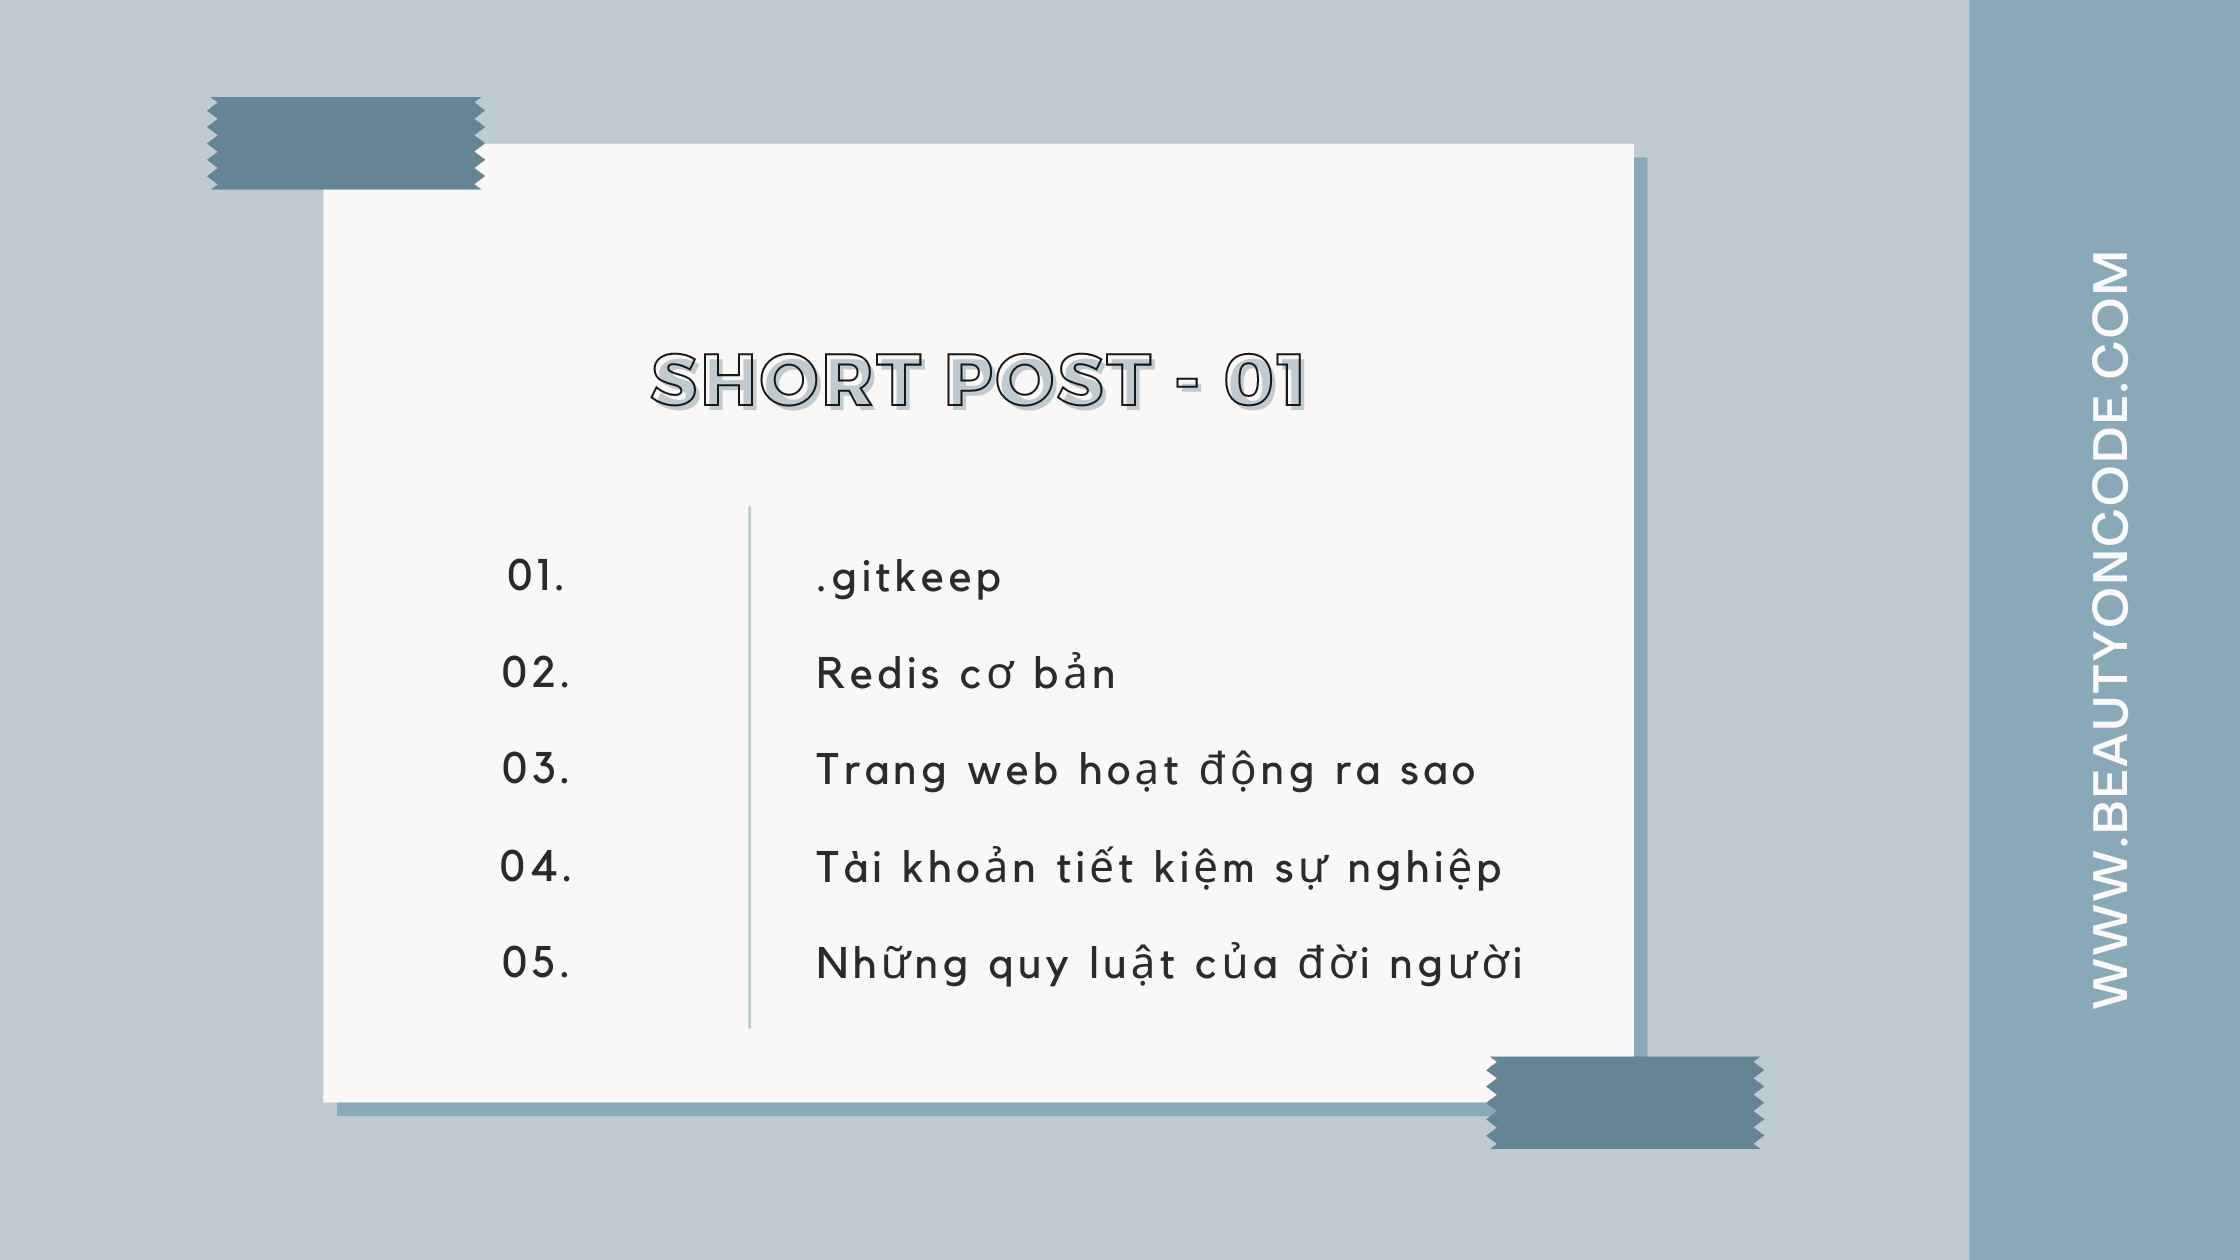 SHORT POST - 01
01. .gitkeep
02. Redis cơ bản
03. Trang web hoạt động ra sao
04. Tài khoản tiết kiệm sự nghiệp
05. Những quy luật của đời người
WWW.BEAUTYONCODE.COM